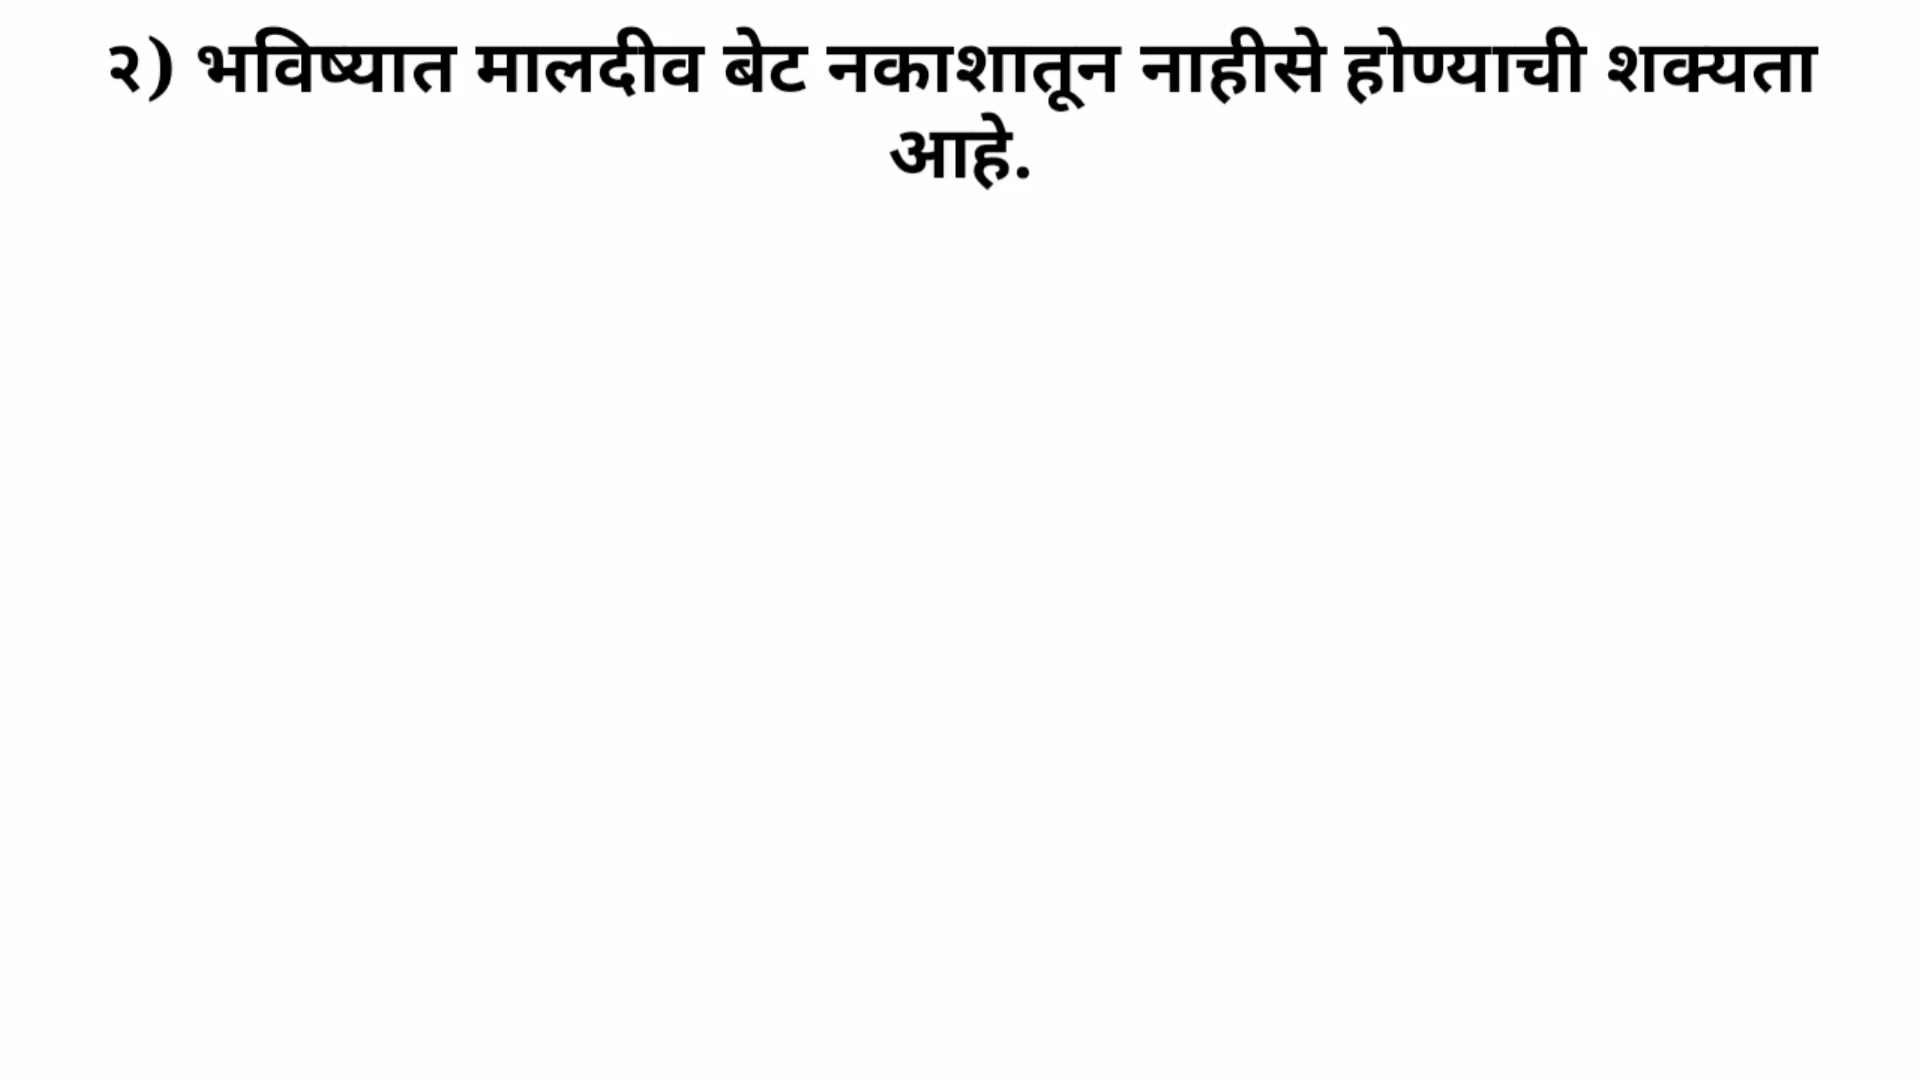 २) भविष्यात मालदीव बेट नकाशातून नाहीसे होण्याची शक्यता
आहे.